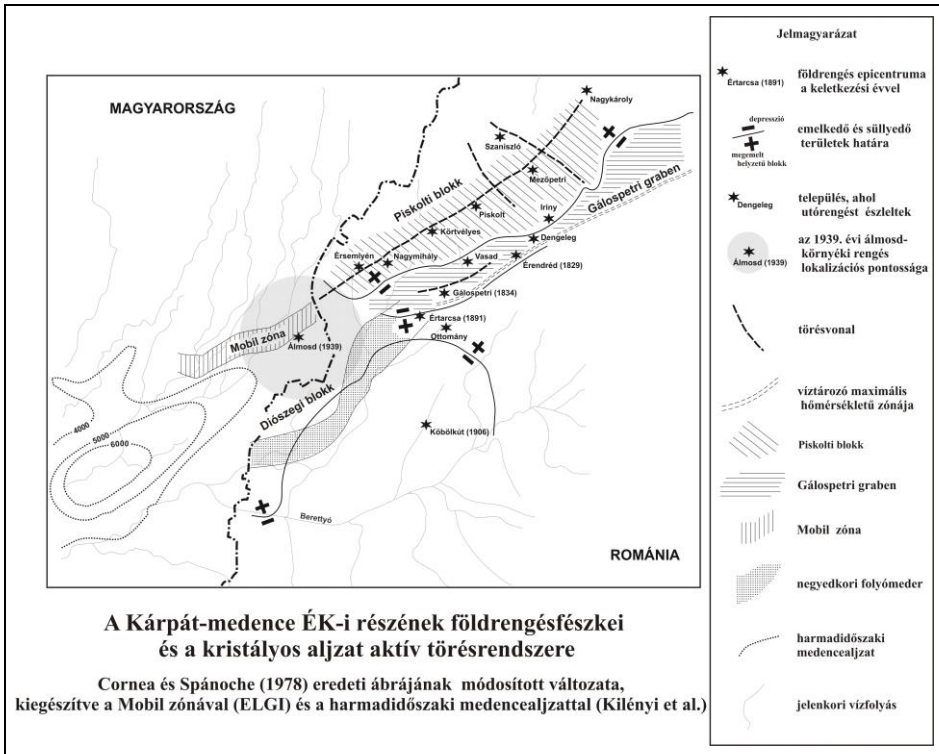 MAGYARORSZÁG
Nagykároly
Szaniszló
Mezőpetri
Piskolti blokk
Gálospetri graben
Piskolt
Iriny
Körtvélyes
Dengeleg
Érsemlyén
Nagymihály
Vasad
Érendréd (1829)
Gálospetri (1834)
Értarcsa (1891)
Ottomány
Mobil zóna
Álmosd (1939)
Diószegi blokk
4000
5000
6000
Kóbölkút (1906)
Berettyó
ROMÁNIA
A Kárpát-medence ÉK-i részének földrengésfészkei
és a kristályos aljzat aktív törésrendszere
Cornea és Spánoche (1978) eredeti ábrájának módosított változata,
kiegészítve a Mobil zónával (ELGI) és a harmadidőszaki medencealjzattal (Kilényi et al.)
Jelmagyarázat
Értarcsa (1891)
földrengés epicentruma
a keletkezési évvel
depresszió
megemelt
helyzetű blokk
emelkedő és süllyedő
területek határa
Dengeleg
település, ahol
utórengést észleltek
Álmosd (1939)
az 1939. évi álmosd-
környéki rengés
lokalizációs pontossága
törésvonal
víztározó maximális
hőmérsékletű zónája
Piskolti blokk
Gálospetri graben
Mobil zóna
negyedkori folyómeder
harmadidőszaki
medencealjzat
jelenkori vízfolyás